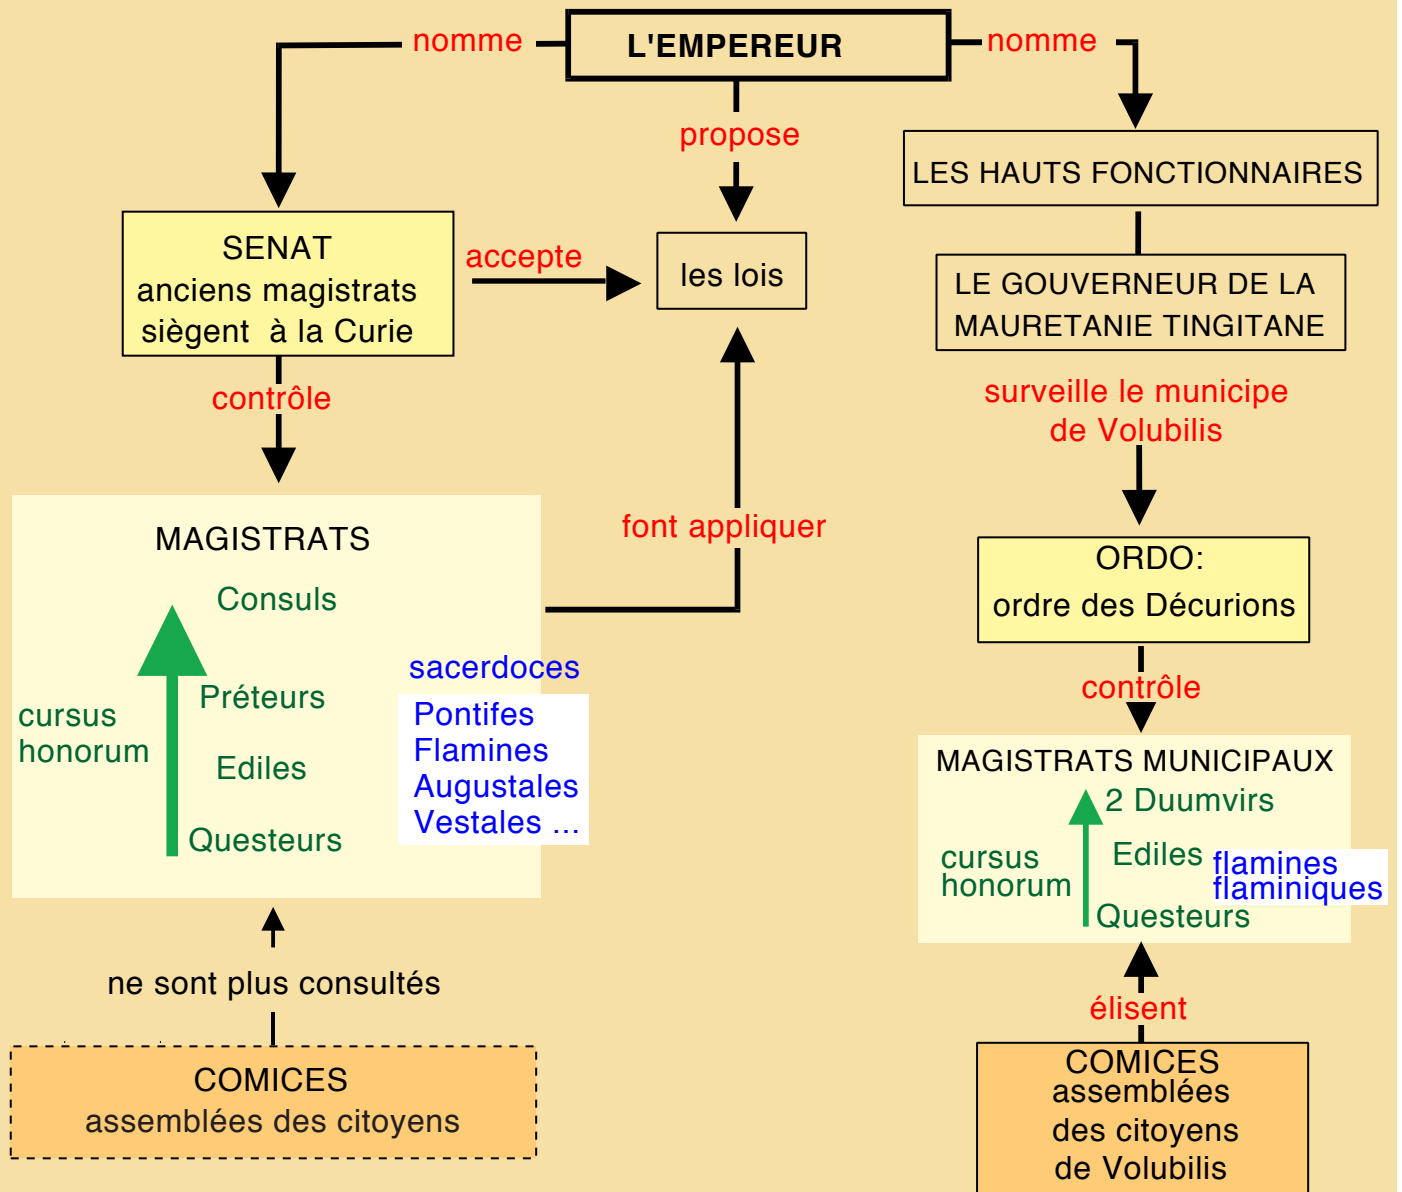 L'EMPEREUR
nomme
nomme
propose
LES HAUTS FONCTIONNAIRES
SENAT
anciens magistrats
siègent à la Curie
accepte
les lois
LE GOUVERNEUR DE LA
MAURETANIE TINGITANE
contrôle
surveille le municipe
de Volubilis
MAGISTRATS
Consuls
Préteurs
Ediles
Questeurs
cursus
honorum
sacerdoces
Pontifes
Flamines
Augustales
Vestales ...
font appliquer
ORDO:
ordre des Décurions
contrôle
MAGISTRATS MUNICIPAUX
2 Duumvirs
Ediles
Questeurs
cursus
honorum
flamines
flaminiques
ne sont plus consultés
COMICES
assemblées des citoyens
élisent
COMICES
assemblées
des citoyens
de Volubilis